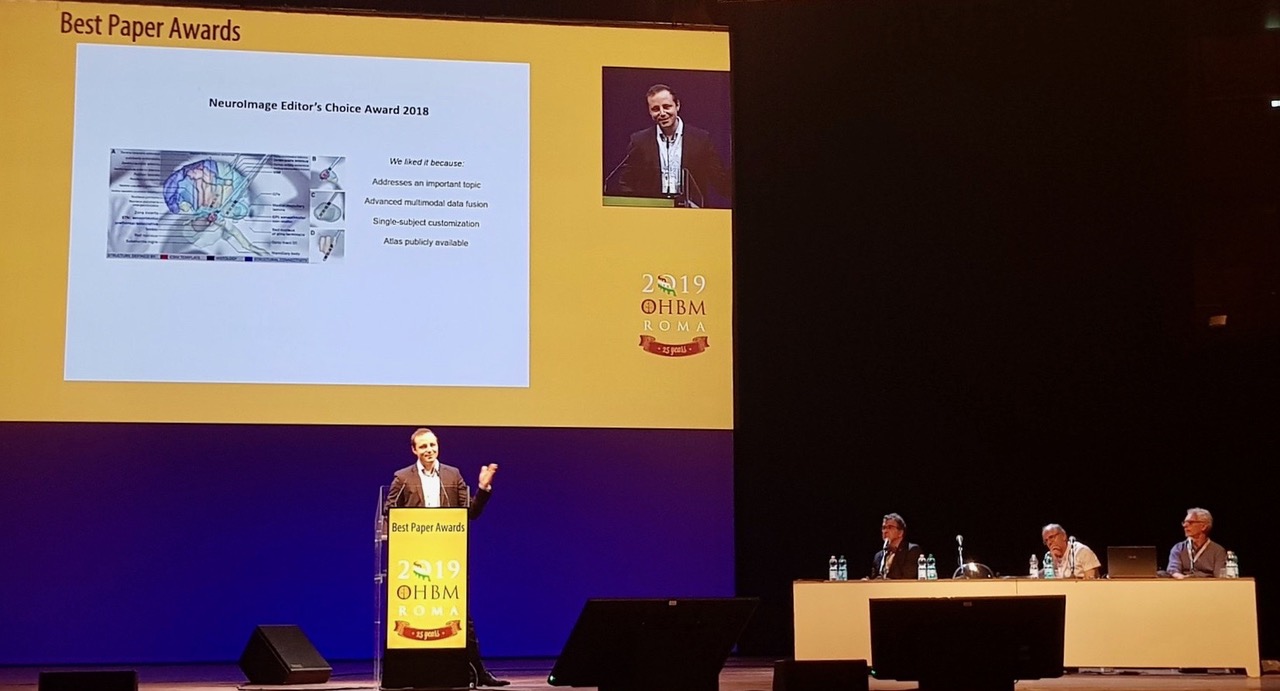 Best Paper Awards
NeuroImage Editor's Choice Award 2018
We liked it because:
Addresses an important topic
Advanced multimodal data fusion
Single-subject customization
Atlas publicly available
A
B
C
D
2019
OHBM
ROMA
25 years
Best Paper Awards
2019
OHBM
ROMA
25 years